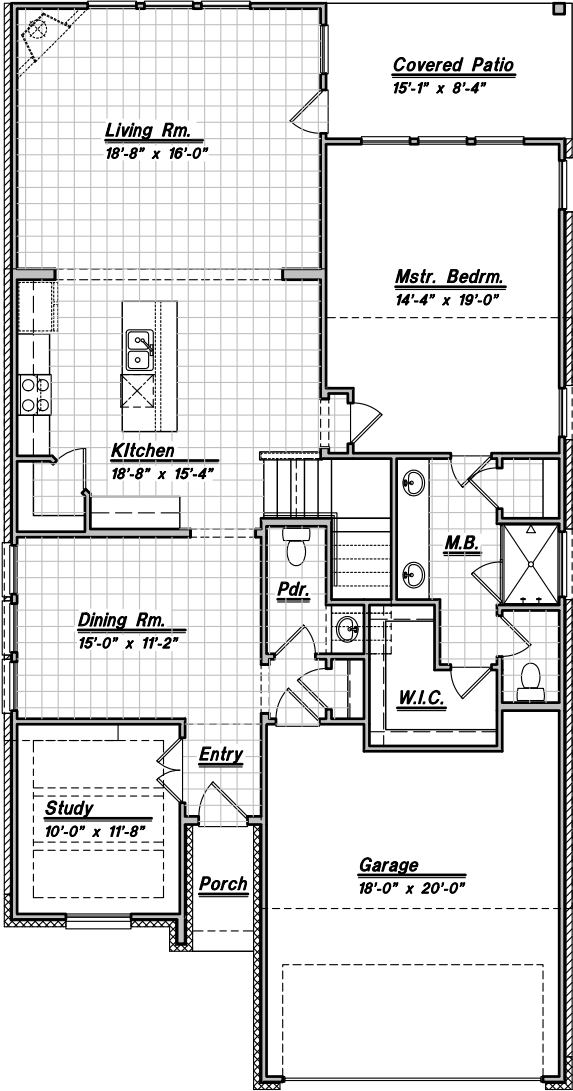 Covered Patio
15'-1" x 8'-4"
Living Rm.
18'-8" x 16'-0"
Mstr. Bedrm.
14'-4" x 19'-0"
KItchen
18'-8" x 15'-4"
M.B.
Pdr.
Dining Rm.
15'-0" x 11'-2"
W.I.C.
Entry
Study
10'-0" x 11'-8"
Garage
18'-0" x 20'-0"
Porch